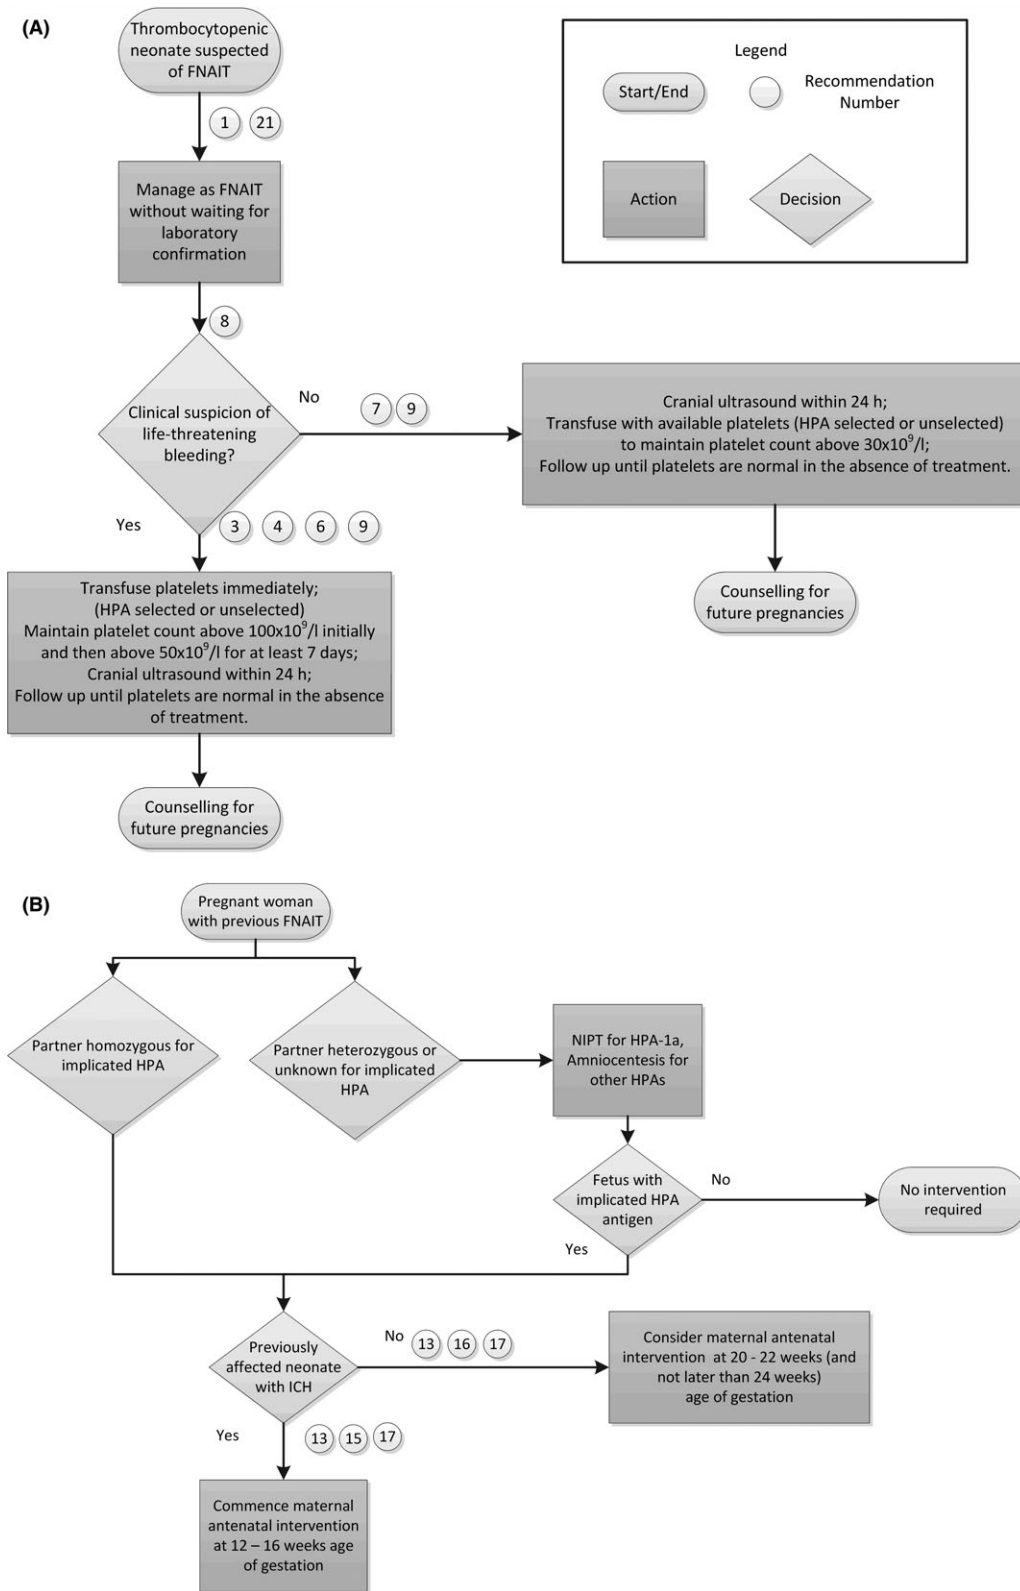 (A)
Thrombocytopenic
neonate suspected
of FNAIT
Legend
Start/End
Recommendation
Number
Action
Decision
1
21
Manage as FNAIT
without waiting for
laboratory
confirmation
8
Clinical suspicion of
life-threatening
bleeding?
No
7
9
Cranial ultrasound within 24 h;
Transfuse with available platelets (HPA selected or unselected)
to maintain platelet count above 30x10⁹/l;
Follow up until platelets are normal in the absence of treatment.
Counselling for
future pregnancies
Yes
3
4
6
9
Transfuse platelets immediately;
(HPA selected or unselected)
Maintain platelet count above 100x10⁹/l initially
and then above 50x10⁹/l for at least 7 days;
Cranial ultrasound within 24 h;
Follow up until platelets are normal in the absence
of treatment.
Counselling for
future pregnancies
(B)
Pregnant woman
with previous FNAIT
Partner homozygous for
implicated HPA
Partner heterozygous or
unknown for implicated
HPA
NIPT for HPA-1a,
Amniocentesis for
other HPAs
Fetus with
implicated HPA
antigen
No
No intervention
required
Yes
Previously
affected neonate
with ICH
No
13
16
17
Consider maternal antenatal
intervention at 20 - 22 weeks (and
not later than 24 weeks)
age of gestation
Yes
13
15
17
Commence maternal
antenatal intervention
at 12 – 16 weeks age
of gestation